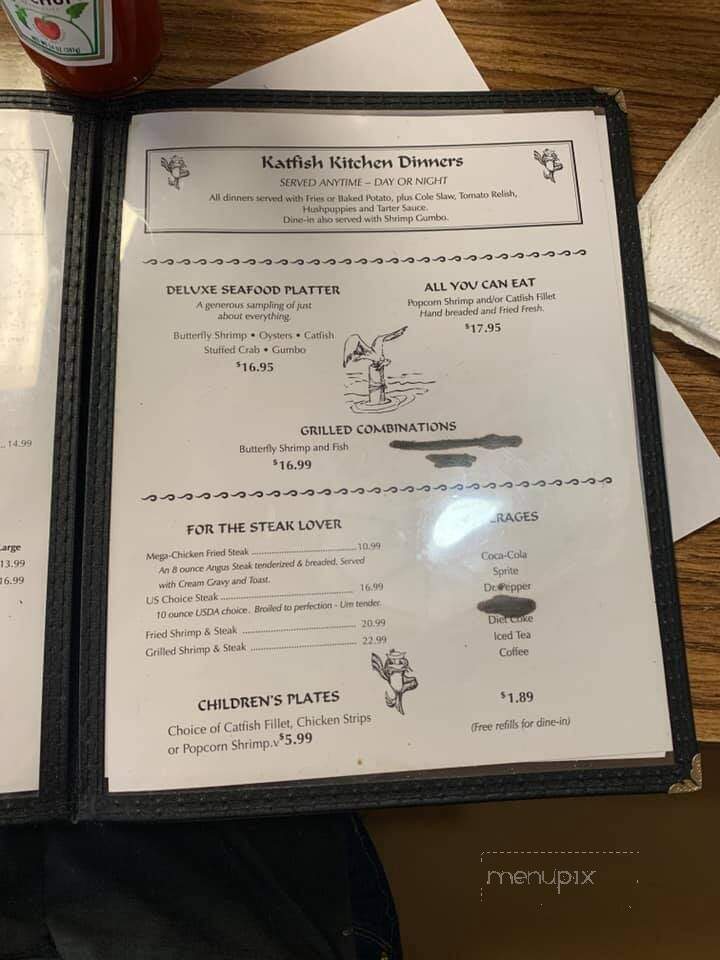 Katfish Kitchen Dinners
SERVED ANYTIME – DAY OR NIGHT
All dinners served with Fries or Baked Potato, plus Cole Slaw, Tomato Relish,
Hushpuppies and Tarter Sauce.
Dine-in also served with Shrimp Gumbo.
DELUXE SEAFOOD PLATTER
A generous sampling of just
about everything.
Butterfly Shrimp • Oysters • Catfish
Stuffed Crab • Gumbo
$16.95
ALL YOU CAN EAT
Popcorn Shrimp and/or Catfish Fillet
Hand breaded and Fried Fresh.
$17.95
GRILLED COMBINATIONS
Butterfly Shrimp and Fish
$16.99
FOR THE STEAK LOVER
Mega-Chicken Fried Steak 10.99
An 8 ounce Angus Steak tenderized & breaded. Served
with Cream Gravy and Toast.
US Choice Steak 16.99
10 ounce USDA choice. Broiled to perfection - Um tender.
Fried Shrimp & Steak 20.99
Grilled Shrimp & Steak 22.99
CHILDREN'S PLATES
Choice of Catfish Fillet, Chicken Strips
or Popcorn Shrimp.v$5.99
RAGES
Coca-Cola
Sprite
Dr. Pepper
Diet Coke
Iced Tea
Coffee
$1.89
(Free refills for dine-in)
14.99
Large
13.99
16.99
menupix